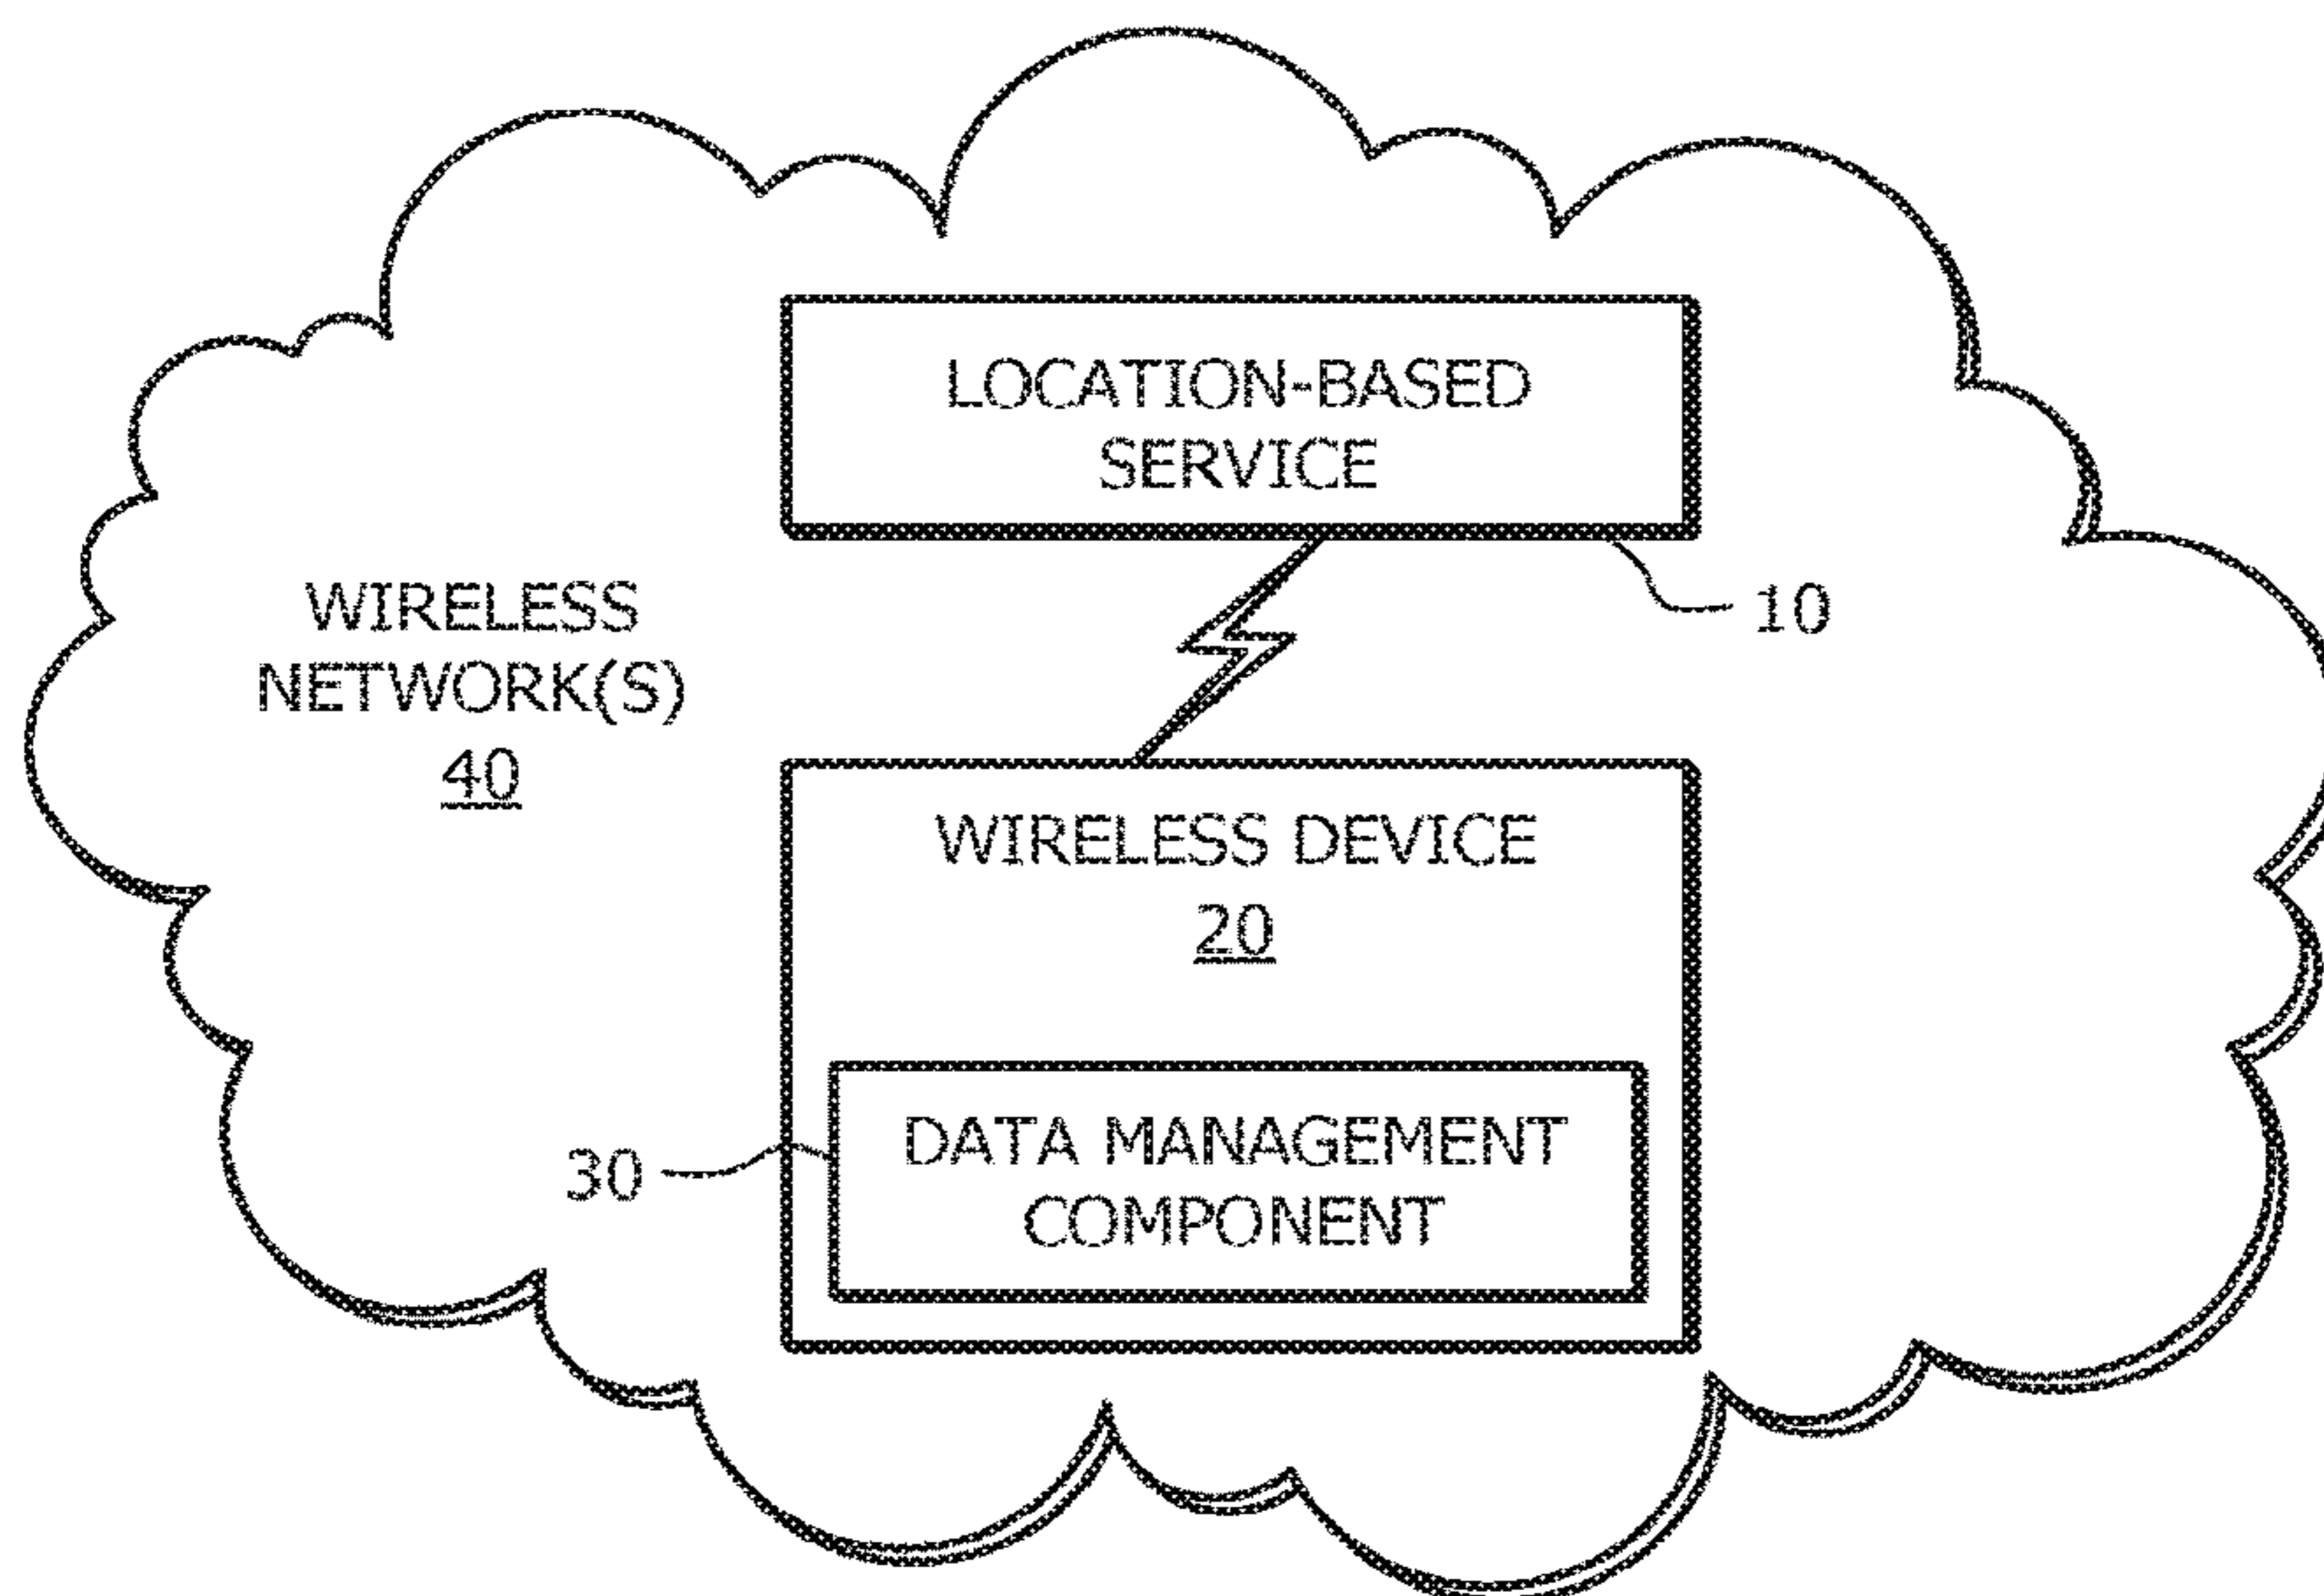 LOCATION-BASED
SERVICE
10
WIRELESS
NETWORK(S)
40
WIRELESS DEVICE
20
30
DATA MANAGEMENT
COMPONENT